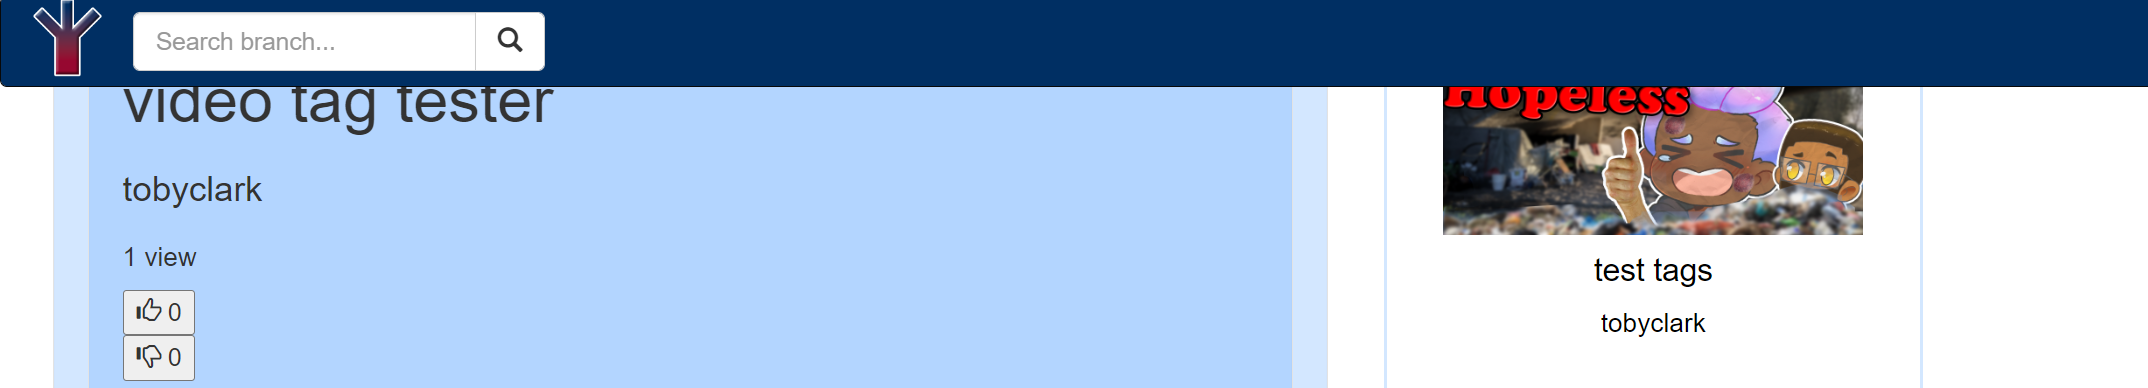 Search branch...
video tag tester
tobyclark
1 view
0
0
Hopeless
test tags
tobyclark